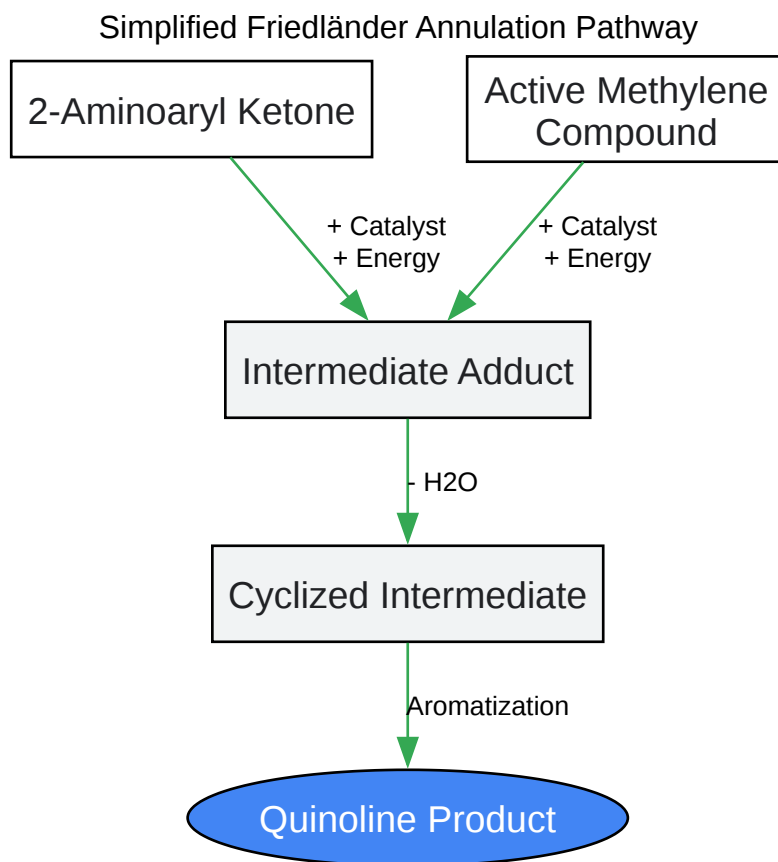 Simplified Friedländer Annulation Pathway
2-Aminoaryl Ketone
Active Methylene
Compound
+ Catalyst
+ Energy
+ Catalyst
+ Energy
Intermediate Adduct
- H2O
Cyclized Intermediate
Aromatization
Quinoline Product